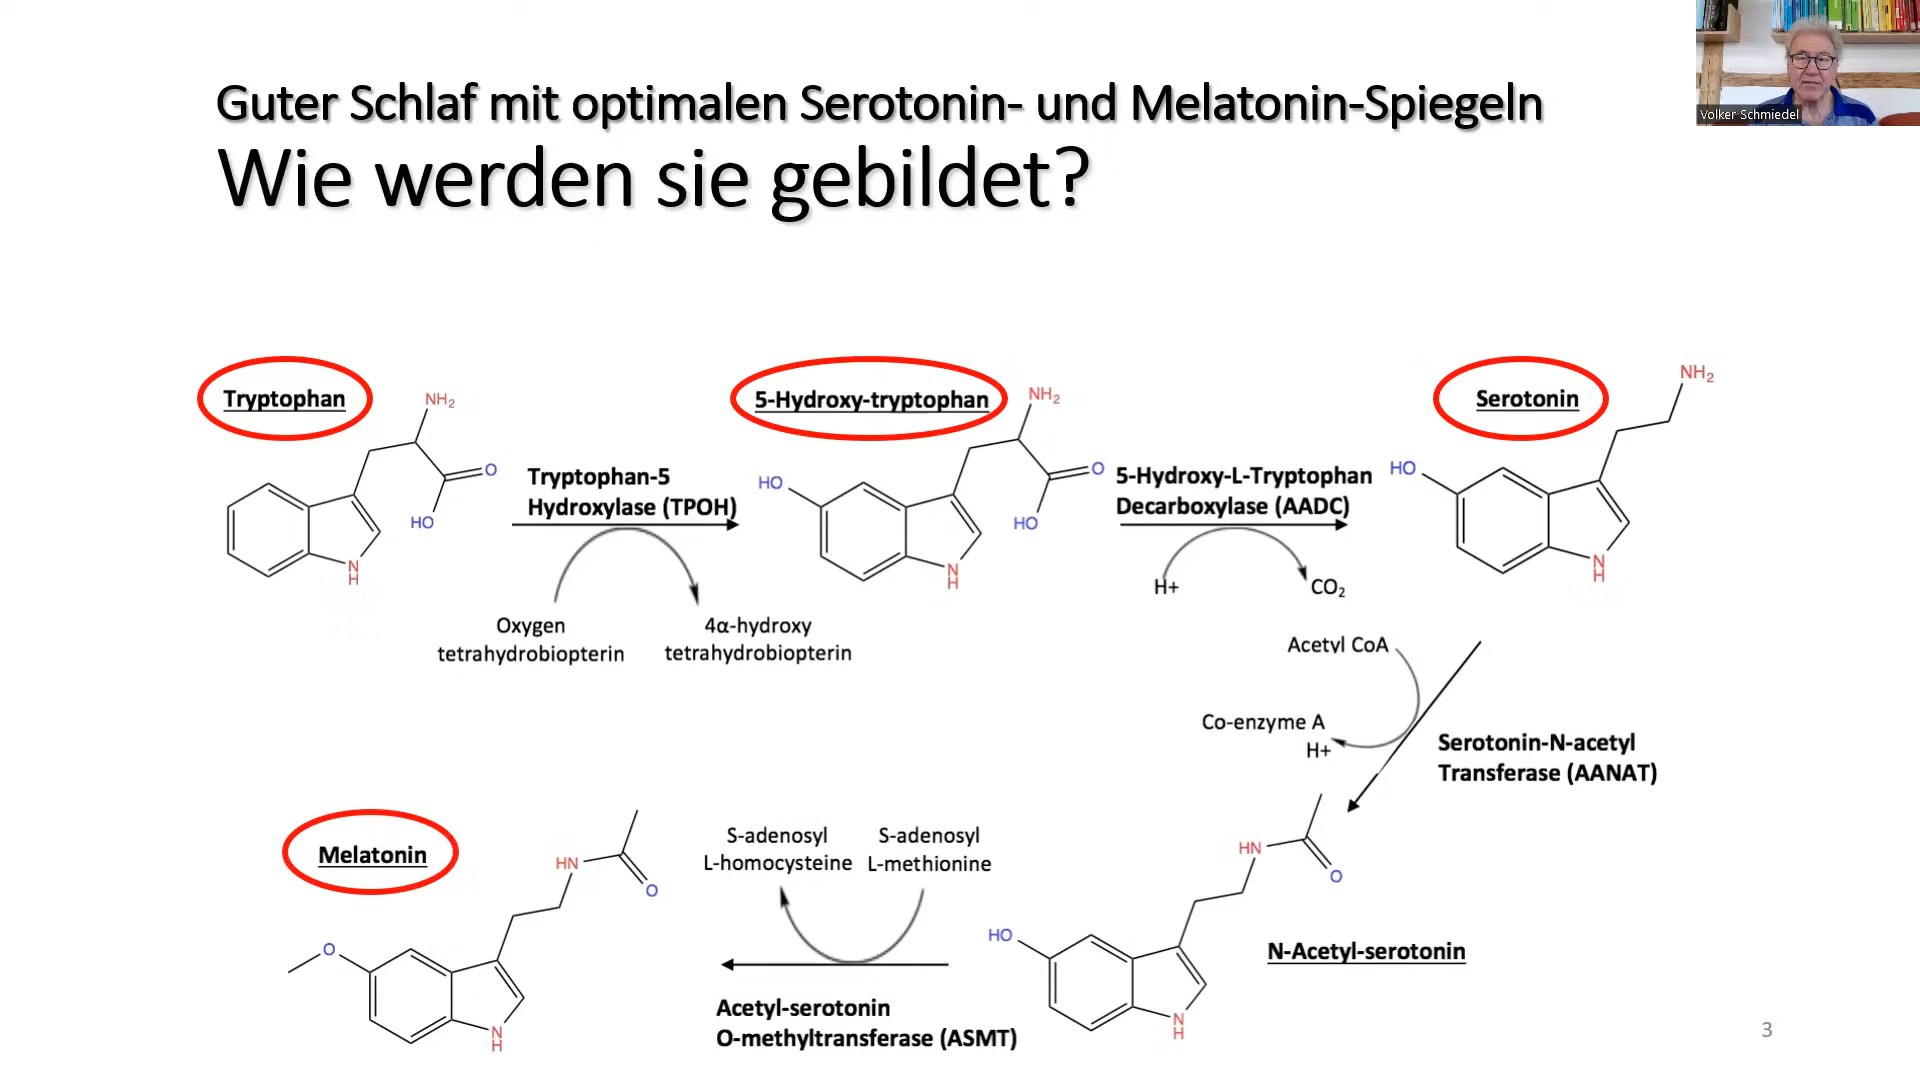 Guter Schlaf mit optimalen Serotonin- und Melatonin-Spiegeln
Wie werden sie gebildet?
Volker Schmiedel
Tryptophan
NH2
O
HO
N
H
Tryptophan-5
Hydroxylase (TPOH)
Oxygen
tetrahydrobiopterin
4α-hydroxy
tetrahydrobiopterin
5-Hydroxy-tryptophan
NH2
HO
O
HO
N
H
5-Hydroxy-L-Tryptophan
Decarboxylase (AADC)
H+
CO2
Serotonin
NH2
HO
N
H
Acetyl CoA
Co-enzyme A
H+
Serotonin-N-acetyl
Transferase (AANAT)
HN
O
HO
N
H
N-Acetyl-serotonin
S-adenosyl
L-homocysteine
S-adenosyl
L-methionine
Acetyl-serotonin
O-methyltransferase (ASMT)
Melatonin
HN
O
O
N
H
3